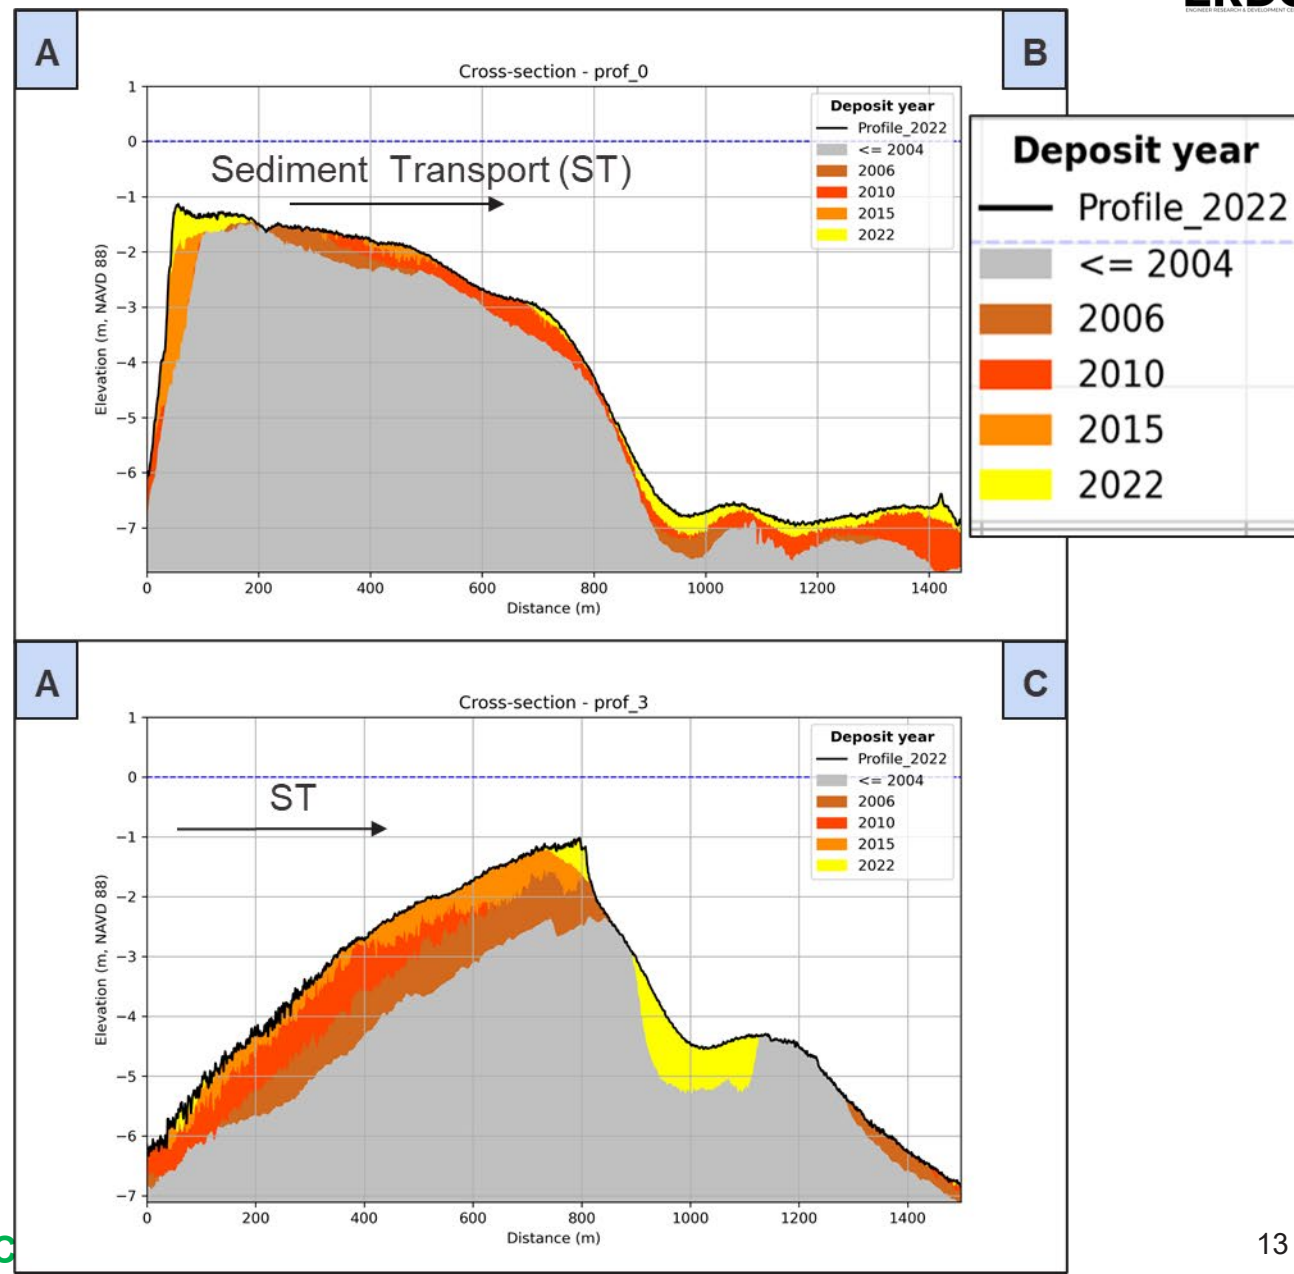 ENGINEER RESEARCH & DEVELOPMENT
A
B
Cross-section - prof_0
Elevation (m, NAVD 88)
1
0
−1
−2
−3
−4
−5
−6
−7
Sediment Transport (ST)
Deposit year
Profile_2022
<= 2004
2006
2010
2015
2022
0 200 400 600 800 1000 1200 1400
Distance (m)
Deposit year
Profile_2022
<= 2004
2006
2010
2015
2022
A
C
Cross-section - prof_3
Elevation (m, NAVD 88)
1
0
−1
−2
−3
−4
−5
−6
−7
ST
Deposit year
Profile_2022
<= 2004
2006
2010
2015
2022
0 200 400 600 800 1000 1200 1400
Distance (m)
13